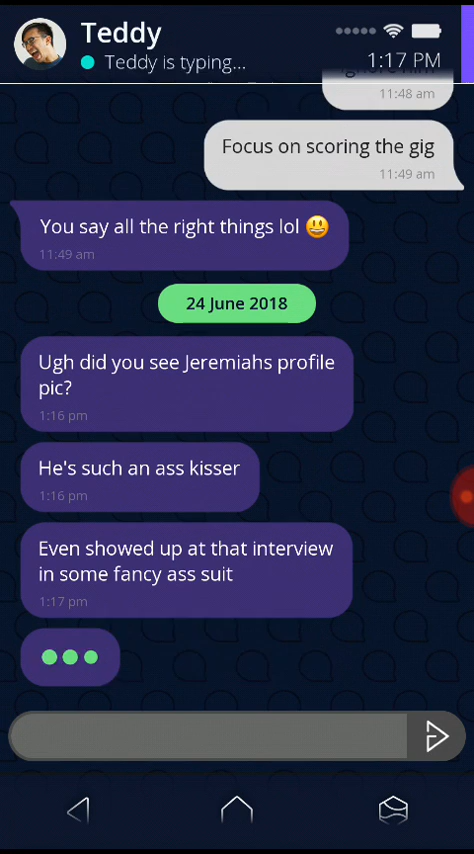 Teddy
Teddy is typing...
1:17 PM
11:48 am
Focus on scoring the gig
11:49 am
You say all the right things lol 😃
11:49 am
24 June 2018
Ugh did you see Jeremiahs profile
pic?
1:16 pm
He's such an ass kisser
1:16 pm
Even showed up at that interview
in some fancy ass suit
1:17 pm